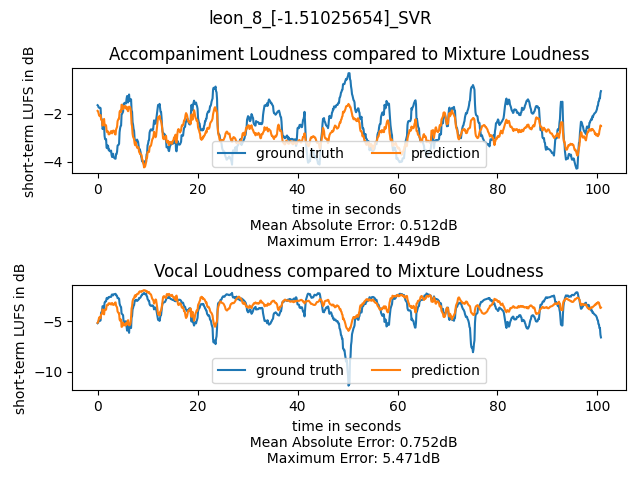 leon_8_[-1.51025654]_SVR
Accompaniment Loudness compared to Mixture Loudness
short-term LUFS in dB
−2
−4
ground truth
prediction
0 20 40 60 80 100
time in seconds
Mean Absolute Error: 0.512dB
Maximum Error: 1.449dB
Vocal Loudness compared to Mixture Loudness
short-term LUFS in dB
−5
−10
ground truth
prediction
0 20 40 60 80 100
time in seconds
Mean Absolute Error: 0.752dB
Maximum Error: 5.471dB